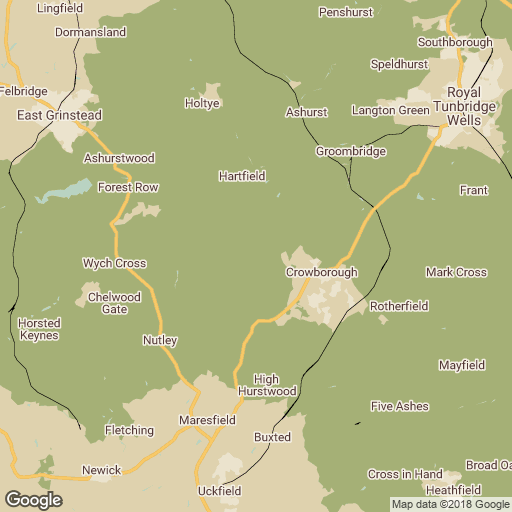 Lingfield
Penshurst
Dormansland
Southborough
Speldhurst
Felbridge
Royal
Tunbridge
Wells
Holtye
Langton Green
East Grinstead
Ashurst
Groombridge
Ashurstwood
Hartfield
Forest Row
Frant
Wych Cross
Crowborough
Mark Cross
Chelwood
Gate
Rotherfield
Horsted
Keynes
Nutley
Mayfield
High
Hurstwood
Five Ashes
Maresfield
Fletching
Buxted
Newick
Broad Oa
Cross in Hand
Uckfield
Heathfield
Google
Map data ©2018 Google